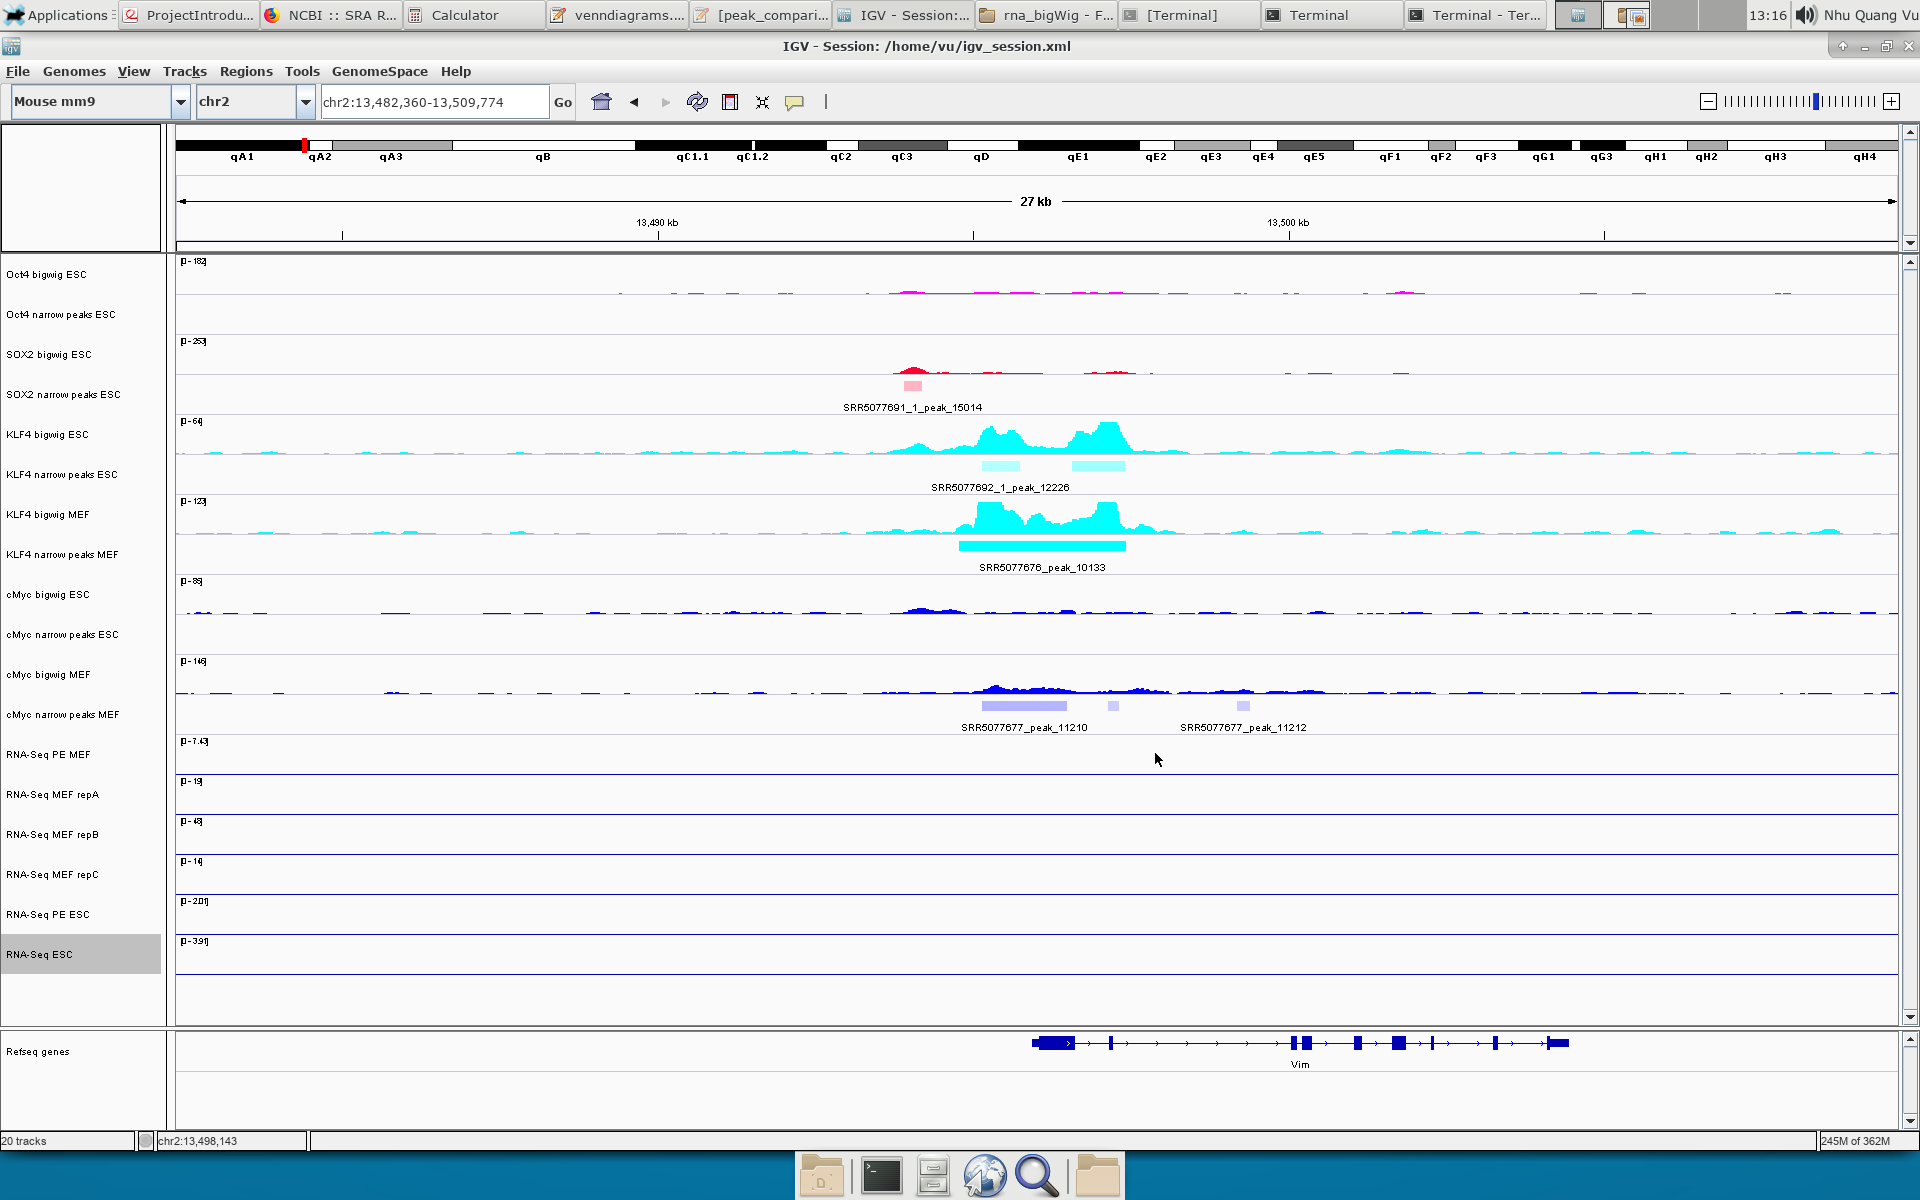 Applications ProjectIntrodu... NCBI :: SRA R... Calculator venndiagrams.... [peak_compari... IGV - Session:... rna_bigWig - F... [Terminal] Terminal Terminal - Ter... 13:16 Nhu Quang Vu
IGV - Session: /home/vu/igv_session.xml
File Genomes View Tracks Regions Tools GenomeSpace Help
Mouse mm9 chr2 chr2:13,482,360-13,509,774 Go
qA1 qA2 qA3 qB qC1.1 qC1.2 qC2 qC3 qD qE1 qE2 qE3 qE4 qE5 qF1 qF2 qF3 qG1 qG3 qH1 qH2 qH3 qH4
27 kb
13,490 kb 13,500 kb
[0-182]
Oct4 bigwig ESC
Oct4 narrow peaks ESC
[0-253]
SOX2 bigwig ESC
SOX2 narrow peaks ESC
SRR5077691_1_peak_15014
[0-64]
KLF4 bigwig ESC
KLF4 narrow peaks ESC
SRR5077692_1_peak_12226
[0-123]
KLF4 bigwig MEF
KLF4 narrow peaks MEF
SRR5077676_peak_10133
[0-85]
cMyc bigwig ESC
cMyc narrow peaks ESC
[0-146]
cMyc bigwig MEF
cMyc narrow peaks MEF
SRR5077677_peak_11210 SRR5077677_peak_11212
[0-7.43]
RNA-Seq PE MEF
[0-19]
RNA-Seq MEF repA
[0-48]
RNA-Seq MEF repB
[0-14]
RNA-Seq MEF repC
[0-2.01]
RNA-Seq PE ESC
[0-3.91]
RNA-Seq ESC
Refseq genes
Vim
20 tracks chr2:13,498,143 245M of 362M